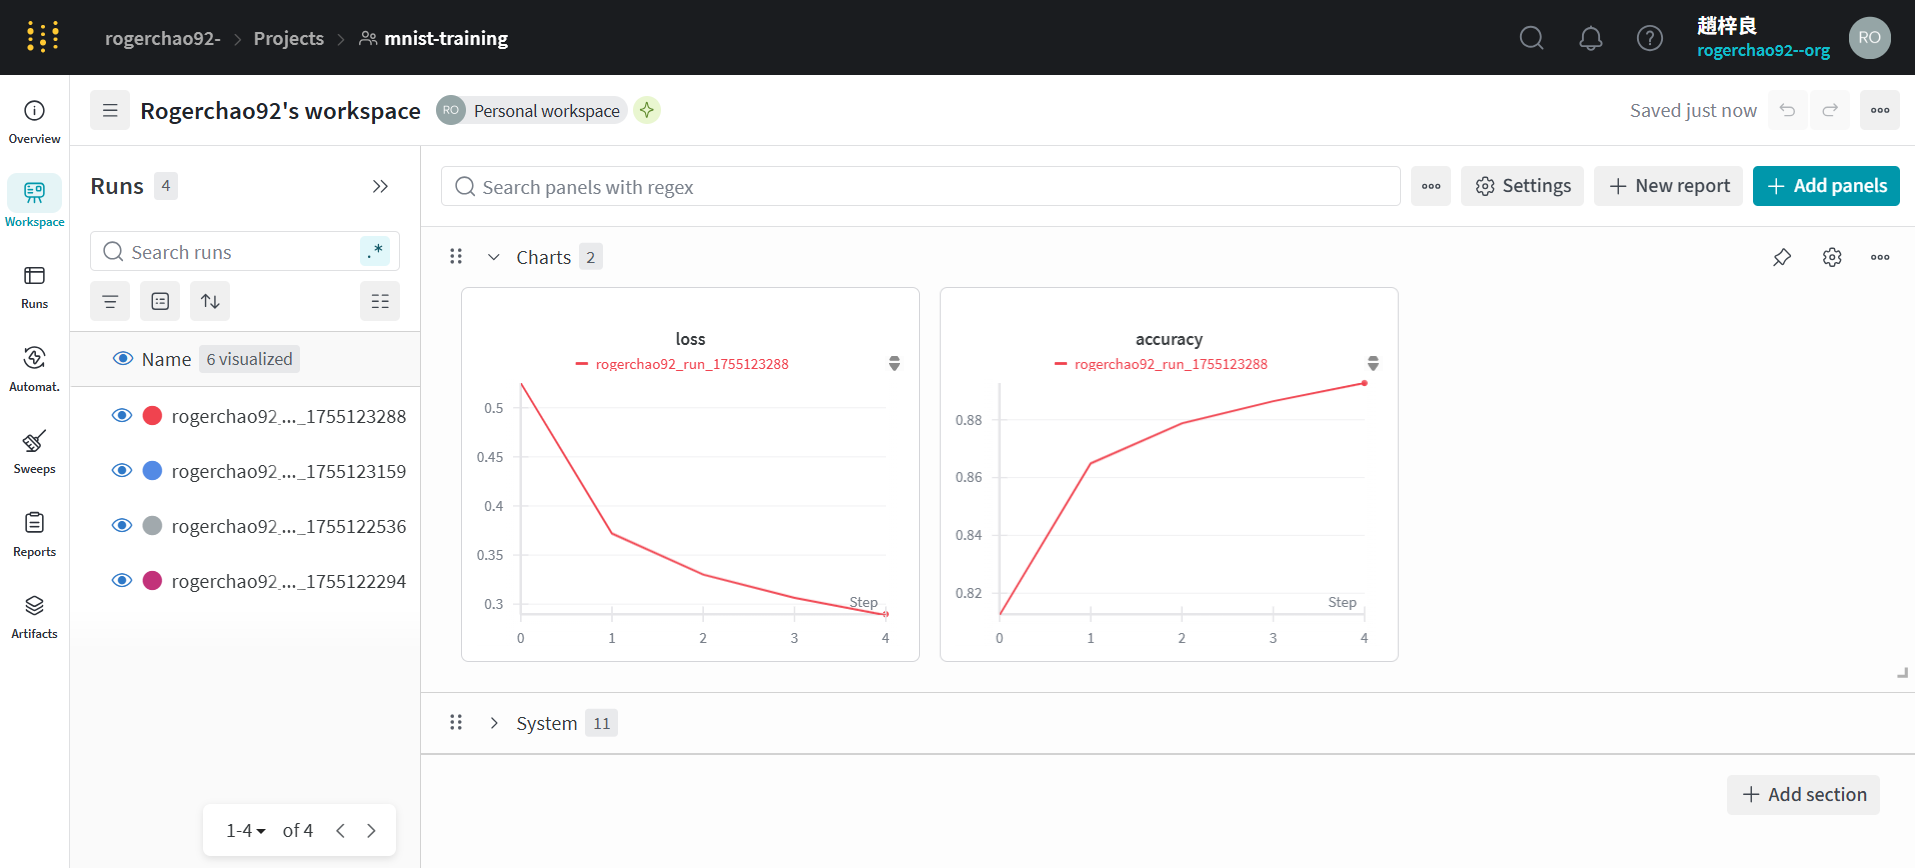 rogerchao92- > Projects > mnist-training
趙梓良
rogerchao92--org
RO
Overview
Workspace
Runs
Automat.
Sweeps
Reports
Artifacts
Rogerchao92's workspace
RO Personal workspace
Saved just now
Runs 4
Search runs
.*
Name 6 visualized
rogerchao92_..._1755123288
rogerchao92_..._1755123159
rogerchao92_..._1755122536
rogerchao92_..._1755122294
1-4 of 4
Search panels with regex
Settings
New report
Add panels
Charts 2
loss
rogerchao92_run_1755123288
0.5
0.45
0.4
0.35
0.3
Step
0 1 2 3 4
accuracy
rogerchao92_run_1755123288
0.88
0.86
0.84
0.82
Step
0 1 2 3 4
System 11
Add section